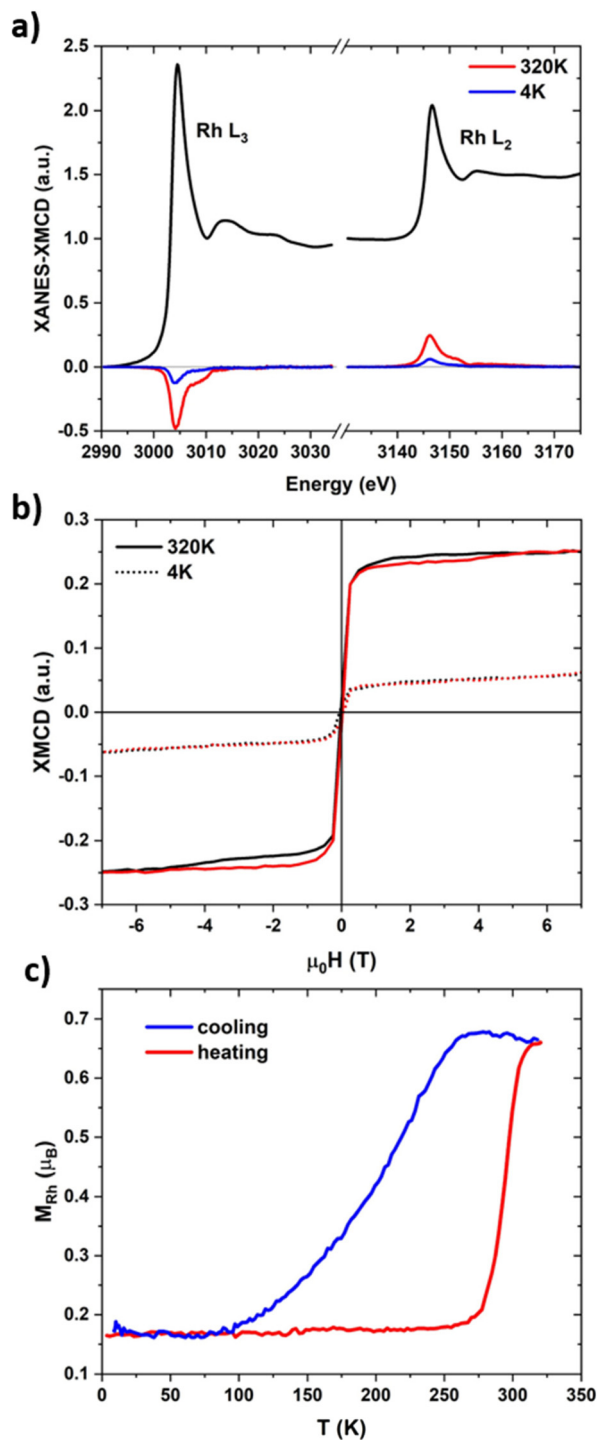 a)
2.5
2.0
1.5
1.0
0.5
0.0
-0.5
XANES-XMCD (a.u.)
Rh L3
Rh L2
320K
4K
2990 3000 3010 3020 3030 3140 3150 3160 3170
Energy (eV)
b)
0.3
0.2
0.1
0.0
-0.1
-0.2
-0.3
XMCD (a.u.)
320K
4K
-6 -4 -2 0 2 4 6
μ0H (T)
c)
0.7
0.6
0.5
0.4
0.3
0.2
0.1
MRh (μB)
cooling
heating
0 50 100 150 200 250 300 350
T (K)